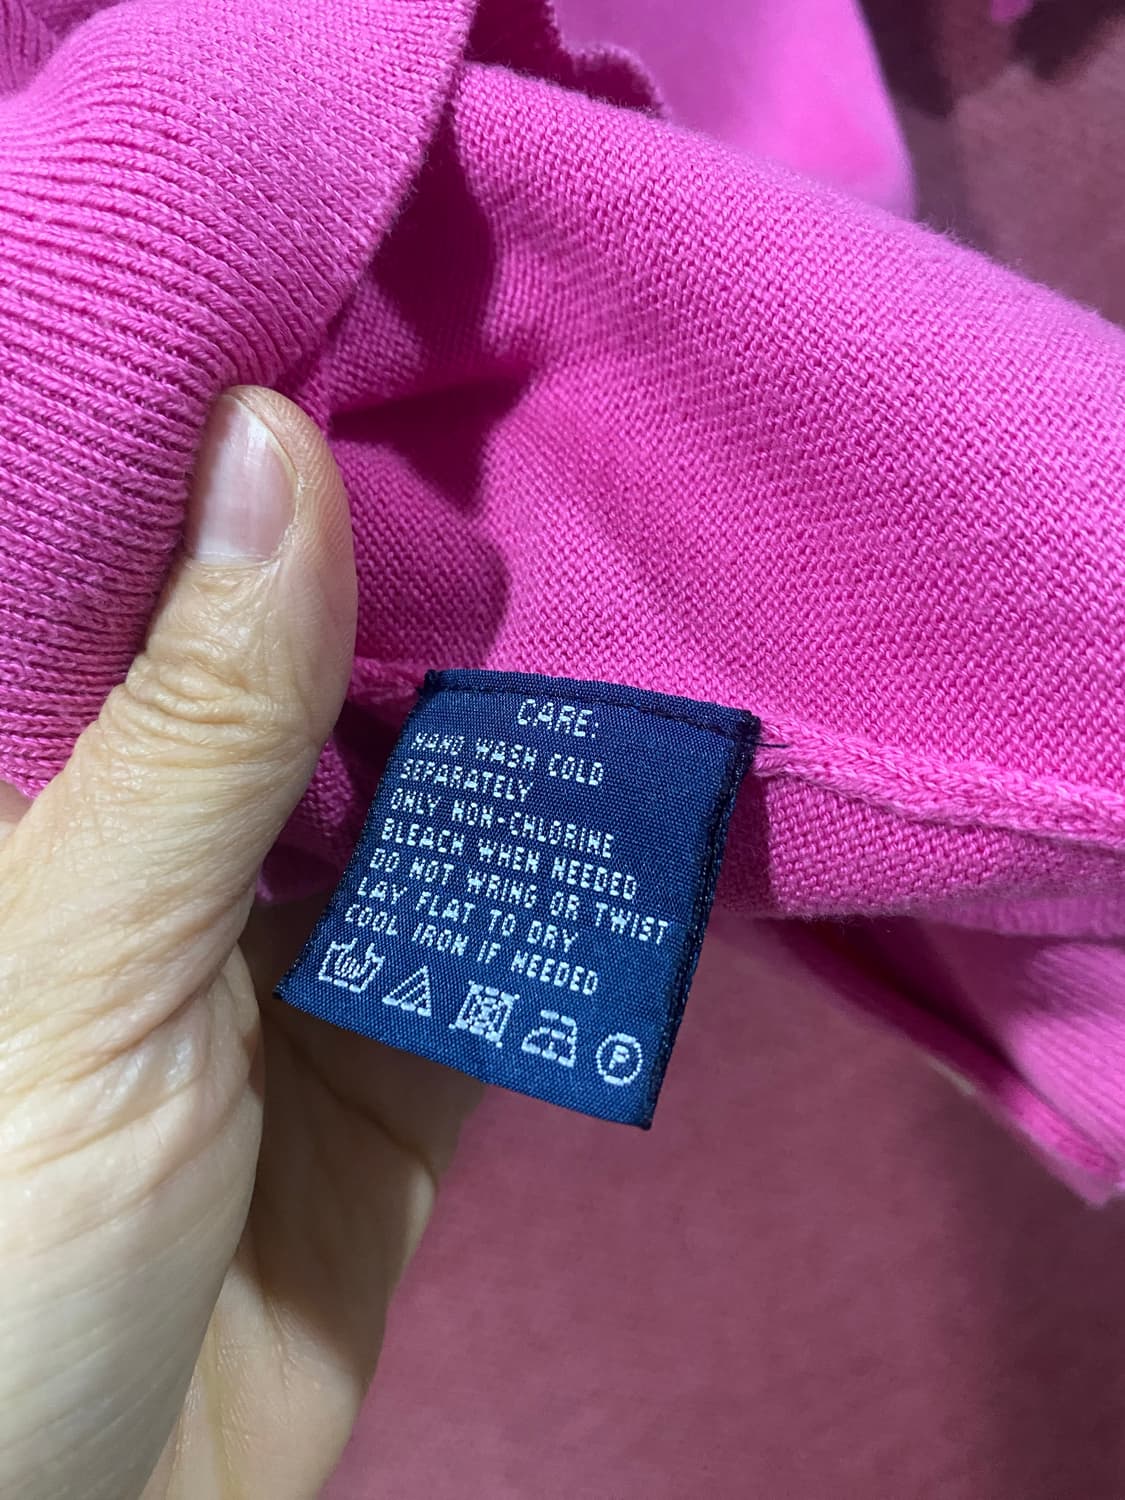 CARE:
HAND WASH COLD
SEPARATELY
ONLY NON-CHLORINE
BLEACH WHEN NEEDED
DO NOT WRING OR TWIST
LAY FLAT TO DRY
COOL IRON IF NEEDED
P